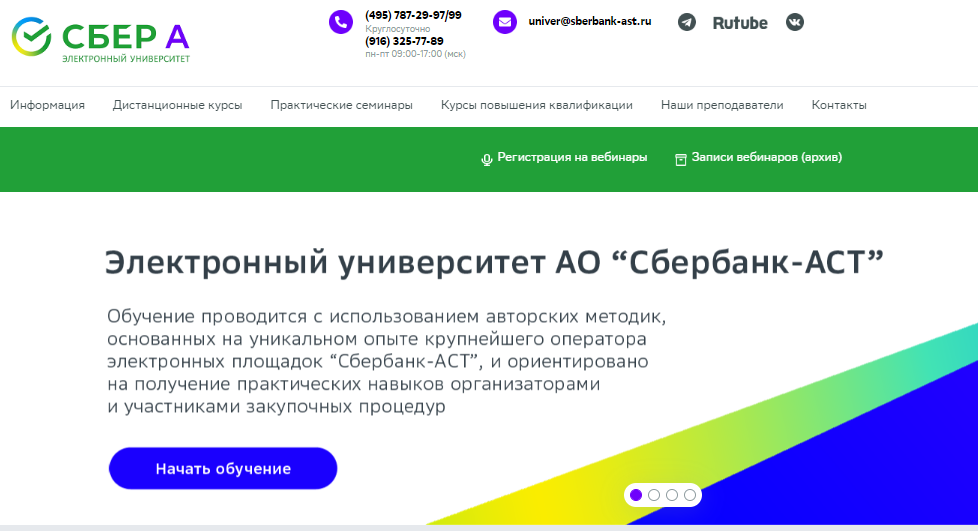 СБЕР А
ЭЛЕКТРОННЫЙ УНИВЕРСИТЕТ
(495) 787-29-97/99
Круглосуточно
(916) 325-77-89
пн-пт 09:00-17:00 (мск)
univer@sberbank-ast.ru
Rutube
Информация
Дистанционные курсы
Практические семинары
Курсы повышения квалификации
Наши преподаватели
Контакты
Регистрация на вебинары
Записи вебинаров (архив)
Электронный университет АО “Сбербанк-АСТ”
Обучение проводится с использованием авторских методик,
основанных на уникальном опыте крупнейшего оператора
электронных площадок “Сбербанк-АСТ”, и ориентировано
на получение практических навыков организаторами
и участниками закупочных процедур
Начать обучение